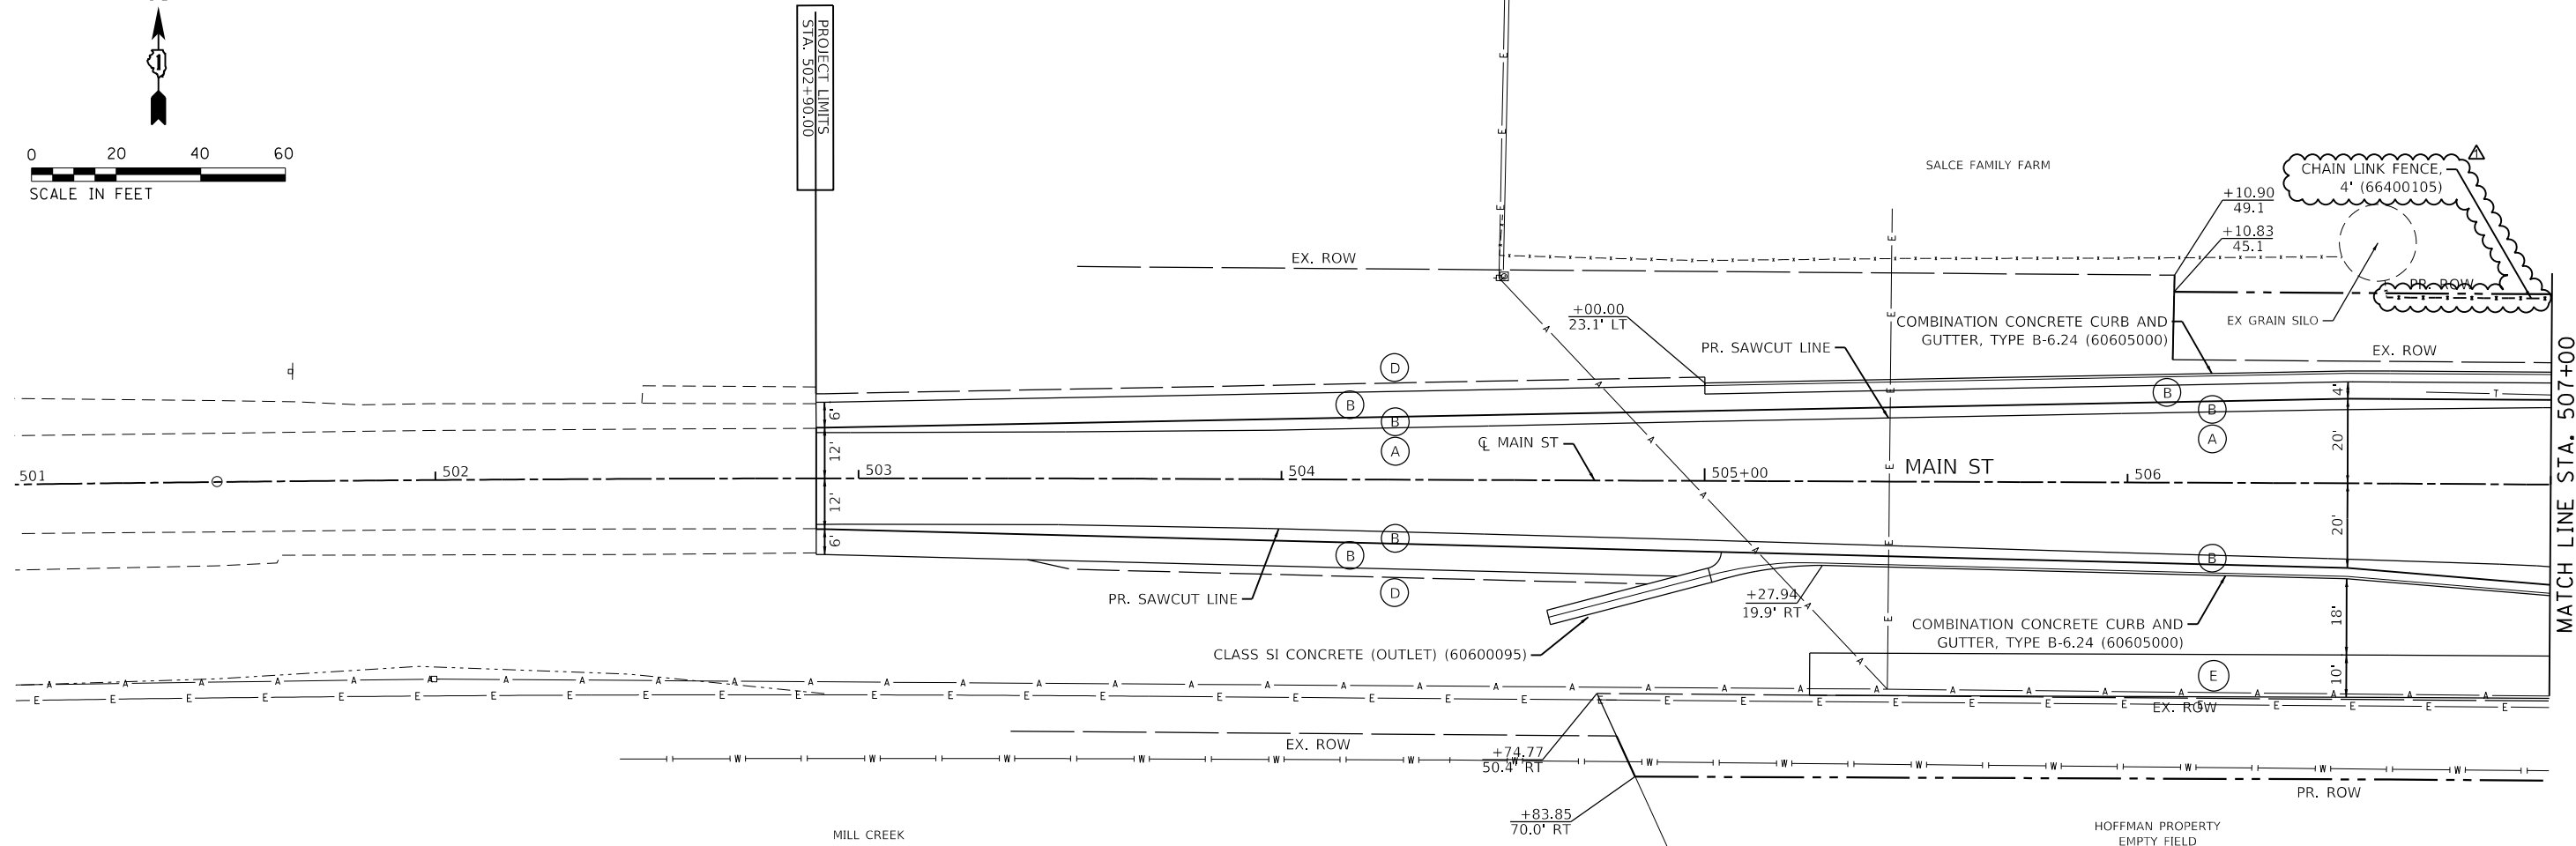 1
0 20 40 60
SCALE IN FEET
PROJECT LIMITS
STA. 502+90.00
SALCE FAMILY FARM
1
CHAIN LINK FENCE,
4' (66400105)
+10.90
49.1
+10.83
45.1
EX. ROW
PR. ROW
+00.00
23.1' LT
COMBINATION CONCRETE CURB AND
GUTTER, TYPE B-6.24 (60605000)
EX GRAIN SILO
PR. SAWCUT LINE
EX. ROW
MATCH LINE STA. 507+00
D
B
B
A
B
B
A
6'
12'
12'
6'
4'
20'
20'
18'
10'
T
℄ MAIN ST
MAIN ST
501
502
503
504
505+00
506
B
B
D
B
PR. SAWCUT LINE
+27.94
19.9' RT
COMBINATION CONCRETE CURB AND
GUTTER, TYPE B-6.24 (60605000)
CLASS SI CONCRETE (OUTLET) (60600095)
E
EX. ROW
EX. ROW
+74.77
50.4' RT
PR. ROW
+83.85
70.0' RT
MILL CREEK
HOFFMAN PROPERTY
EMPTY FIELD